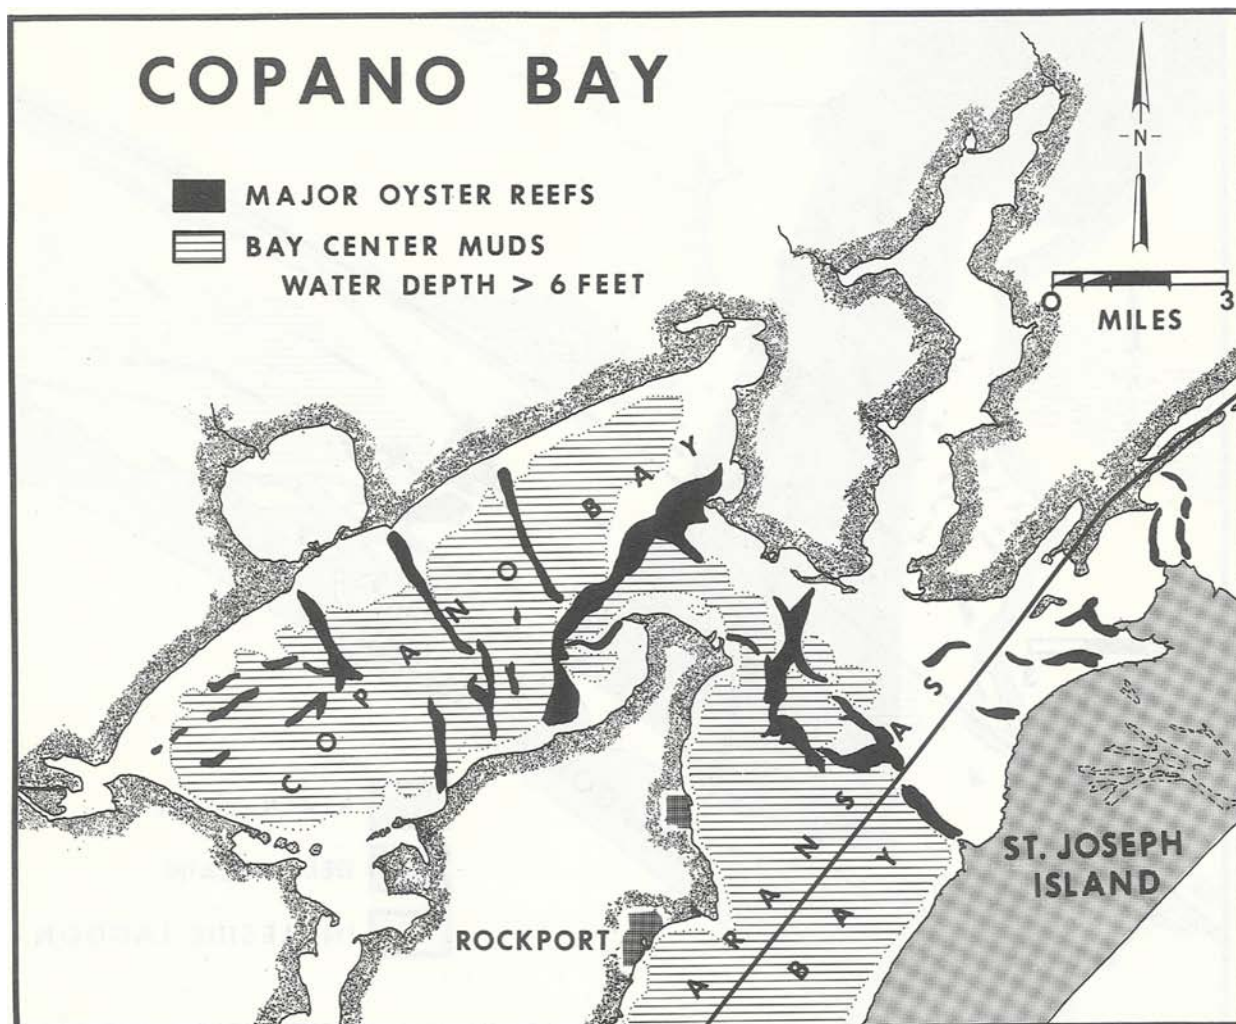 COPANO BAY
MAJOR OYSTER REEFS
BAY CENTER MUDS
WATER DEPTH > 6 FEET
N
0 3
MILES
COPANO BAY
ARANSAS
BAY
ST. JOSEPH
ISLAND
ROCKPORT